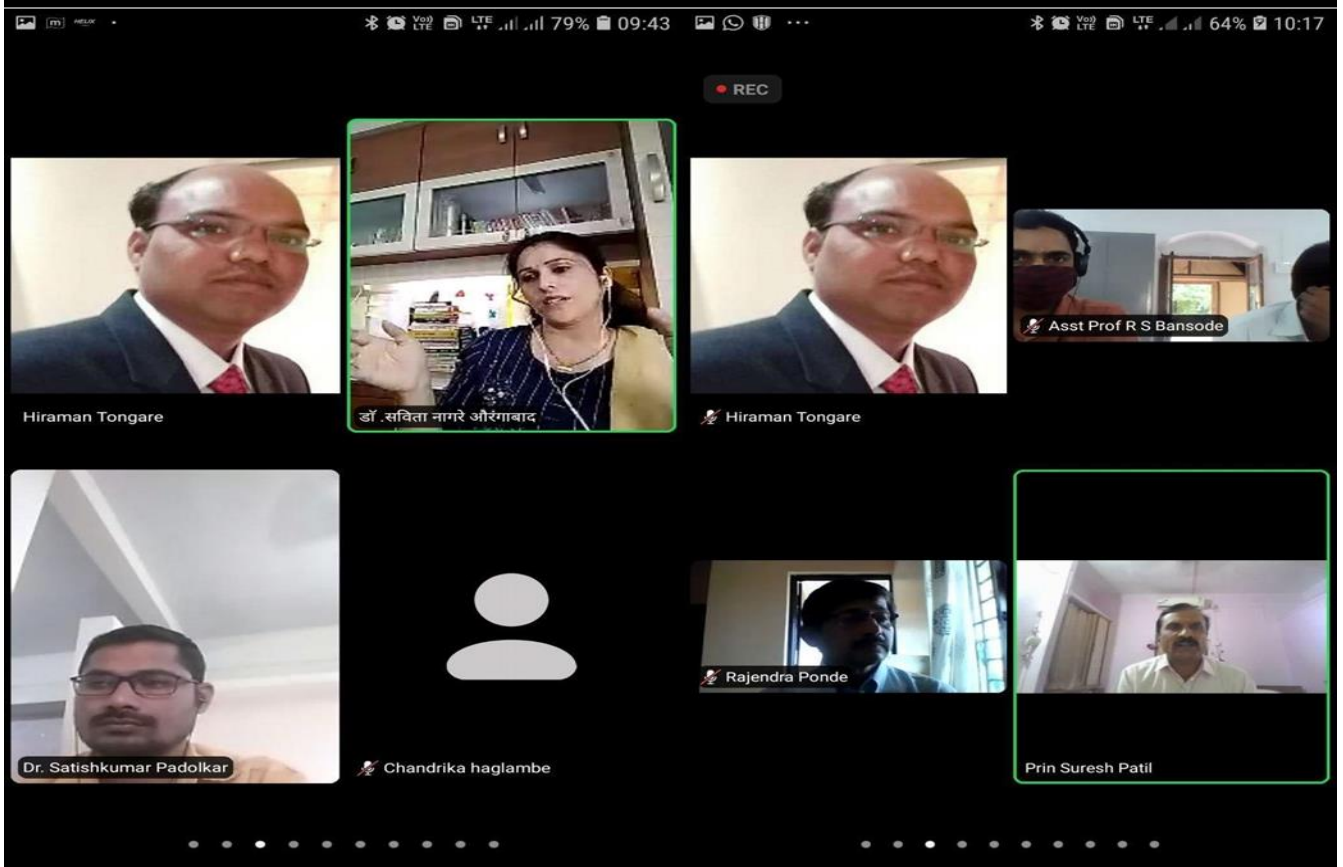 79% 09:43
64% 10:17
REC
Hiraman Tongare
डॉ .सविता नागरे औरंगाबाद
Dr. Satishkumar Padolkar
Chandrika haglambe
Hiraman Tongare
Asst Prof R S Bansode
Rajendra Ponde
Prin Suresh Patil